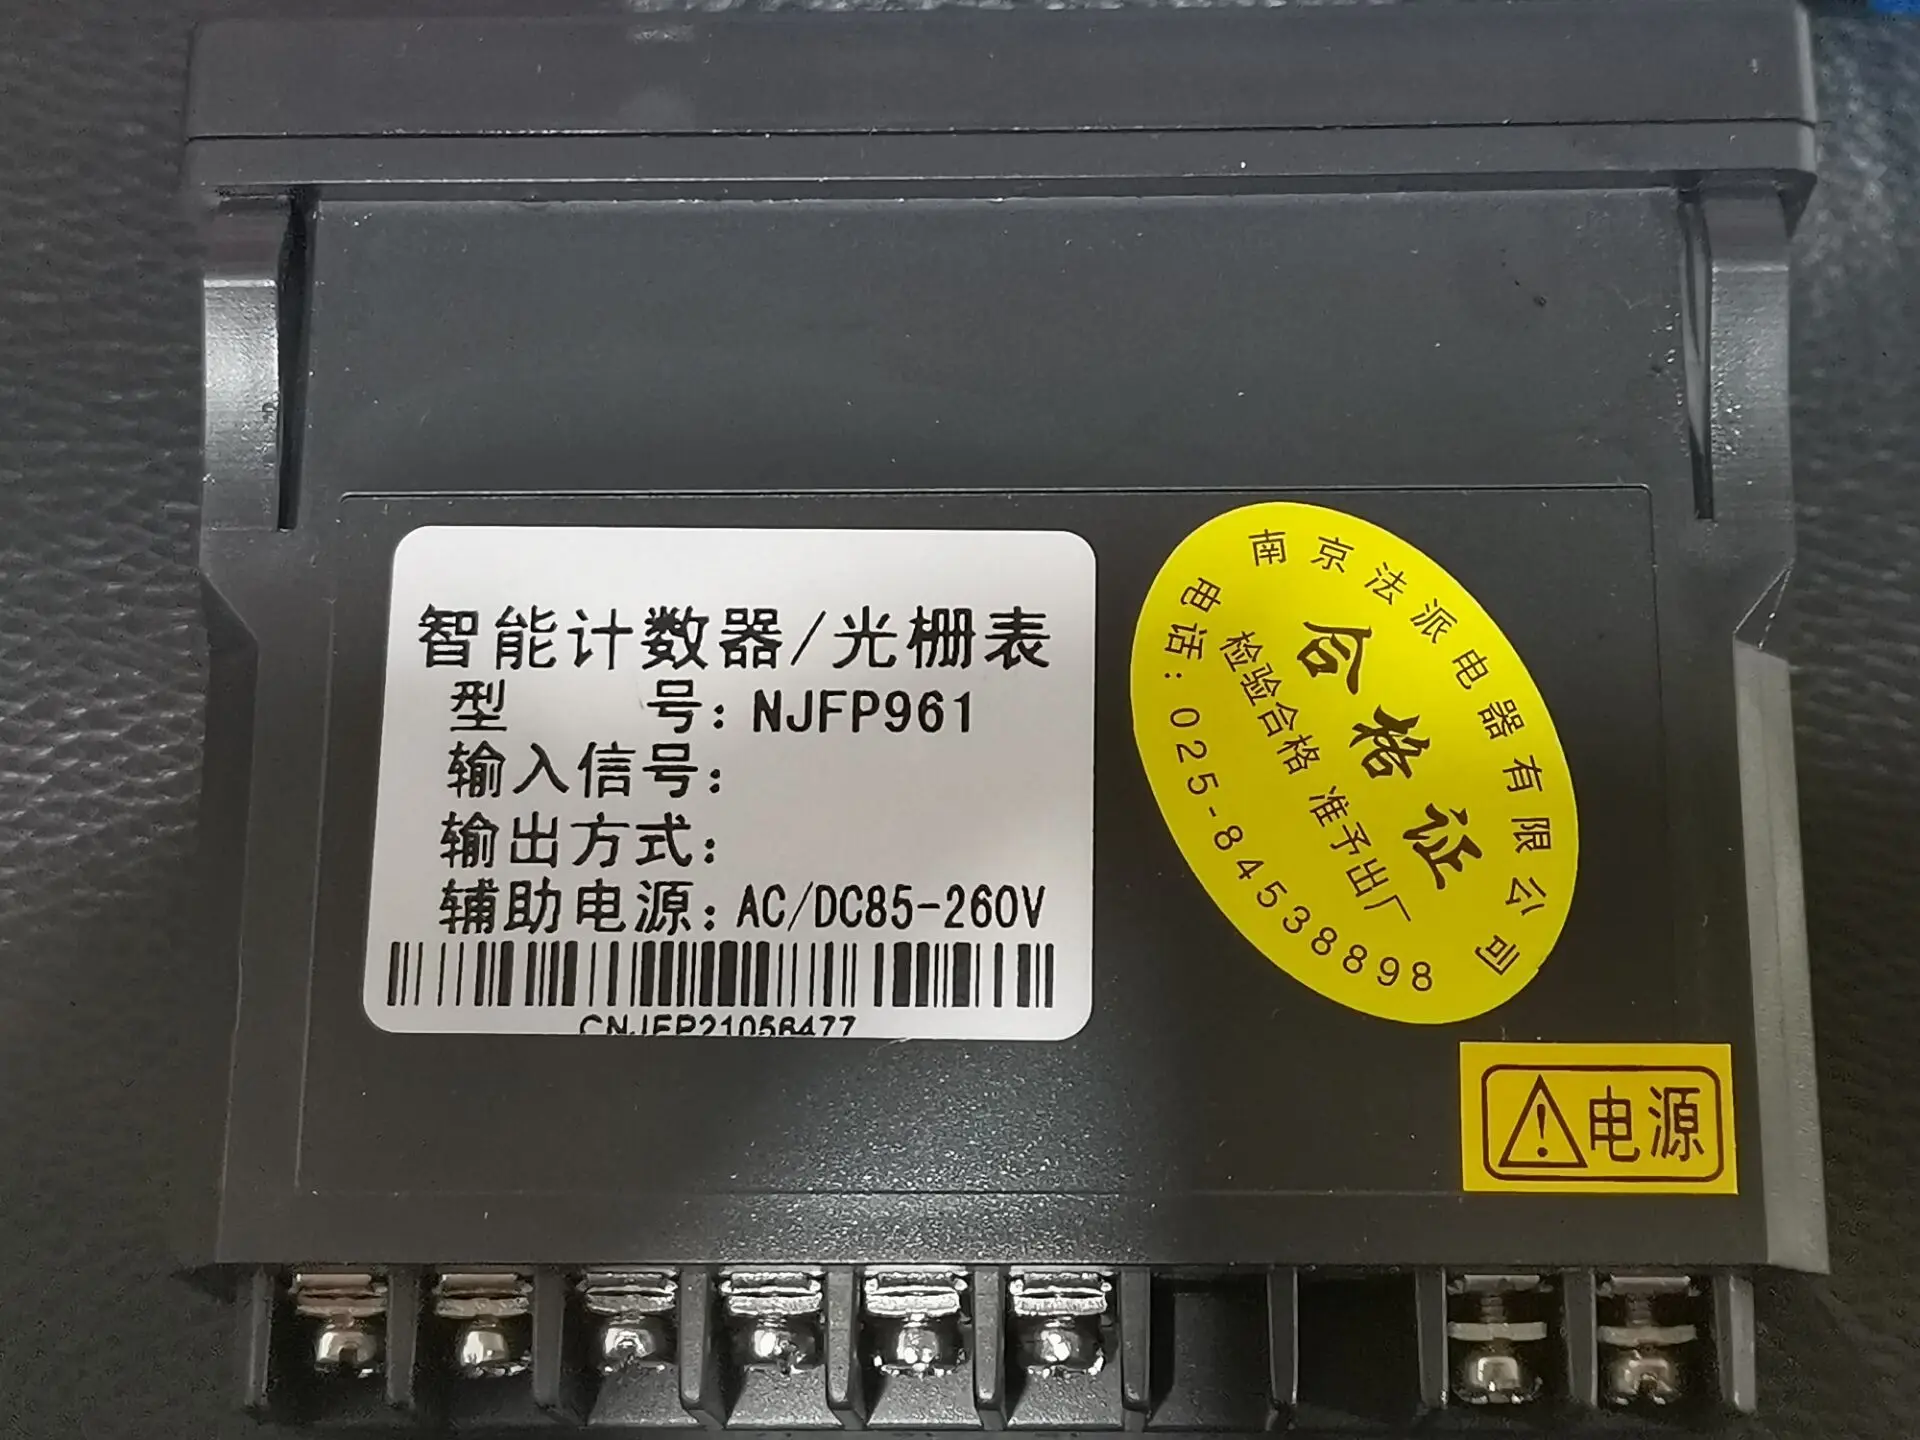 智能计数器/光栅表
型 号: NJFP961
输入信号:
输出方式:
辅助电源: AC/DC85-260V
CNJFP21056477
南京法派电器有限公司
合格证
检验合格 准予出厂
电话: 025-84538898
电源